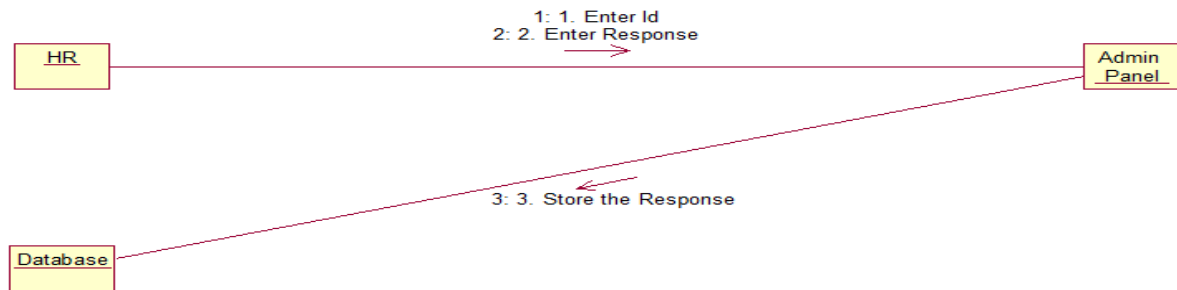 1: 1. Enter Id
2: 2. Enter Response
HR
Admin
Panel
3: 3. Store the Response
Database